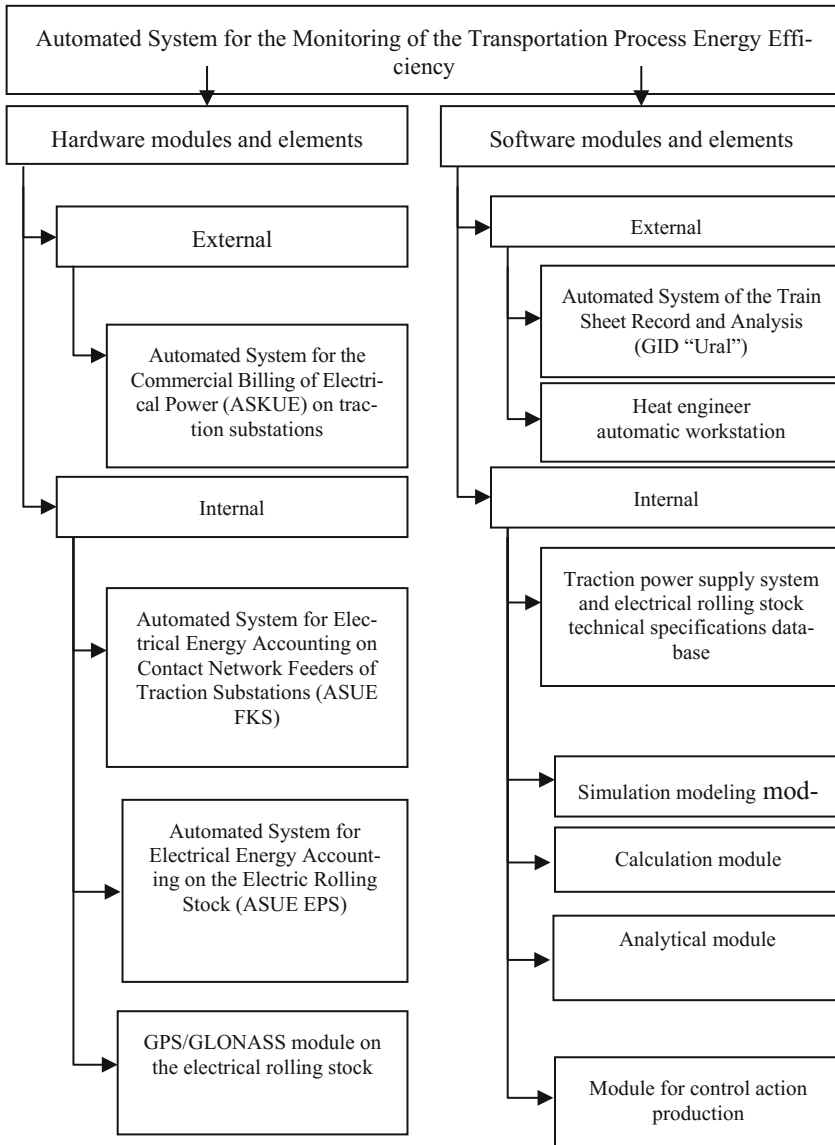 Automated System for the Monitoring of the Transportation Process Energy Effi-
ciency
Hardware modules and elements
External
Automated System for the
Commercial Billing of Electri-
cal Power (ASKUE) on trac-
tion substations
Internal
Automated System for Elec-
trical Energy Accounting on
Contact Network Feeders of
Traction Substations (ASUE
FKS)
Automated System for
Electrical Energy Account-
ing on the Electric Rolling
Stock (ASUE EPS)
GPS/GLONASS module on
the electrical rolling stock
Software modules and elements
External
Automated System of the Train
Sheet Record and Analysis
(GID “Ural”)
Heat engineer
automatic workstation
Internal
Traction power supply system
and electrical rolling stock
technical specifications data-
base
Simulation modeling mod-
Calculation module
Analytical module
Module for control action
production